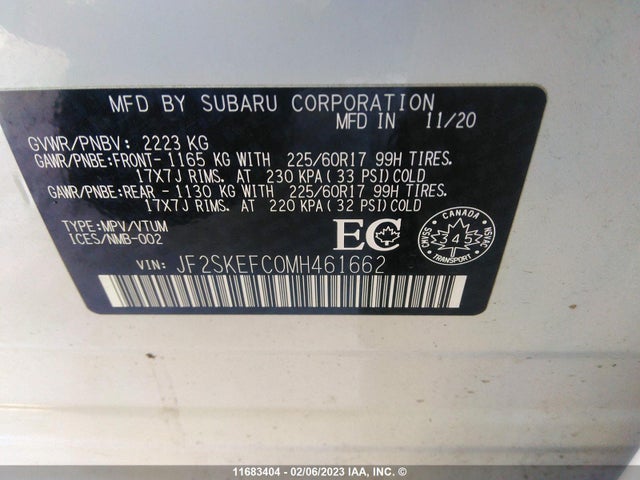 MFD BY SUBARU CORPORATION
MFD IN 11/20
GVWR/PNBV: 2223 KG
GAWR/PNBE:FRONT- 1165 KG WITH 225/60R17 99H TIRES.
17X7J RIMS. AT 230 KPA (33 PSI) COLD
GAWR/PNBE:REAR - 1130 KG WITH 225/60R17 99H TIRES.
17X7J RIMS. AT 220 KPA (32 PSI) COLD
TYPE:MPV/VTUM
ICES/NMB-002
EC
CANADA
CMVSS
345
NSVAC
TRANSPORT
VIN: JF2SKEFC0MH461662
11683404 - 02/06/2023 IAA, INC. ©